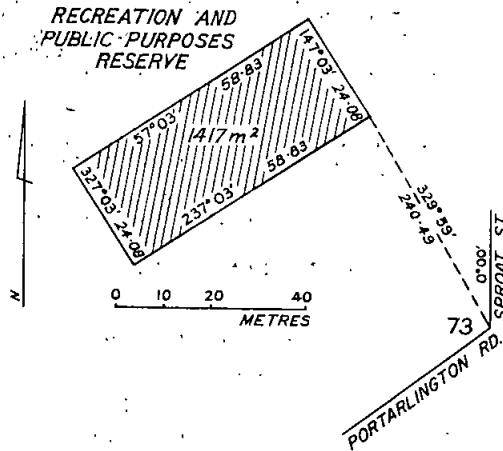 RECREATION AND
PUBLIC PURPOSES
RESERVE
57°03' 58·83
147°03' 24·08
1417m²
327°03' 24·08
237°03' 58·83
329°59'
240·49
0°00'
SPROAT ST.
N
0 10 20 40
METRES
73
PORTARLINGTON RD.